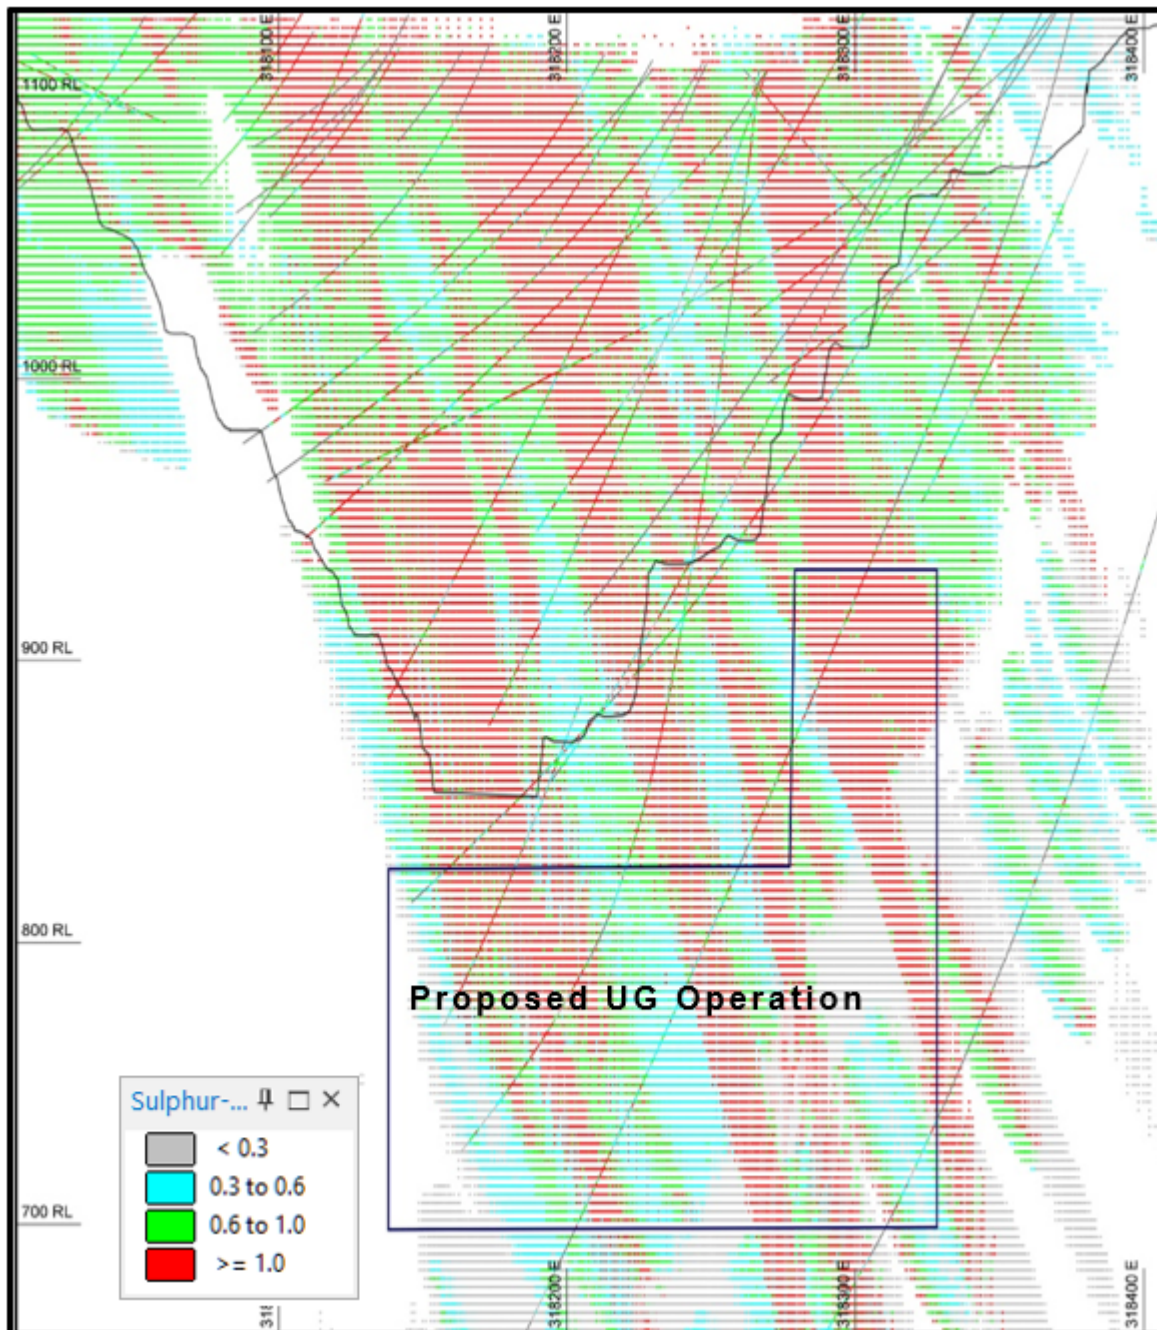 318100 E
318200 E
318300 E
318400 E
1100 RL
1000 RL
900 RL
800 RL
Proposed UG Operation
Sulphur-...
< 0.3
0.3 to 0.6
0.6 to 1.0
>= 1.0
700 RL
318200 E
318300 E
318400 E